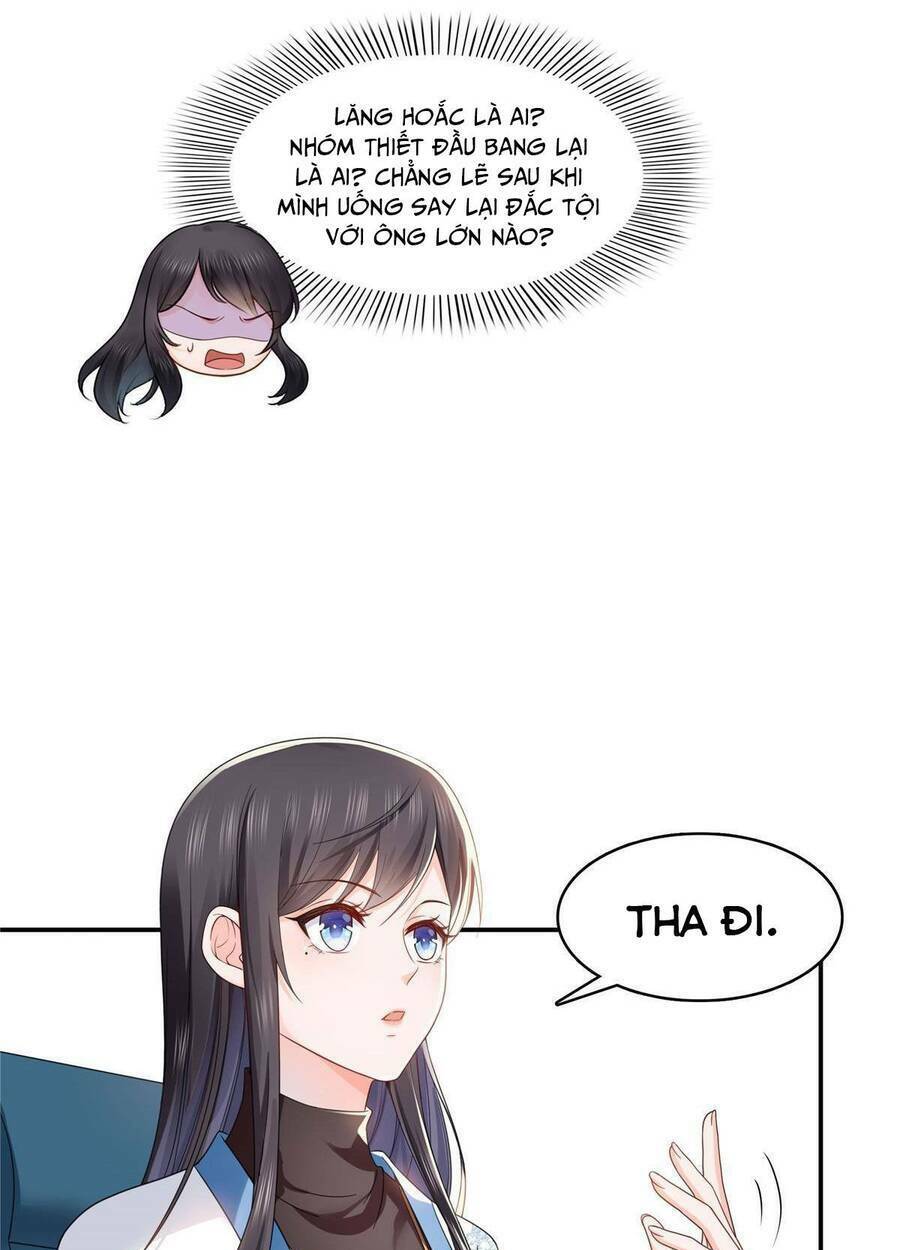 LĂNG HOẮC LÀ AI?
NHÓM THIẾT ĐẦU BANG LẠI
LÀ AI? CHẲNG LẼ SAU KHI
MÌNH UỐNG SAY LẠI ĐẮC TỘI
VỚI ÔNG LỚN NÀO?
THA ĐI.